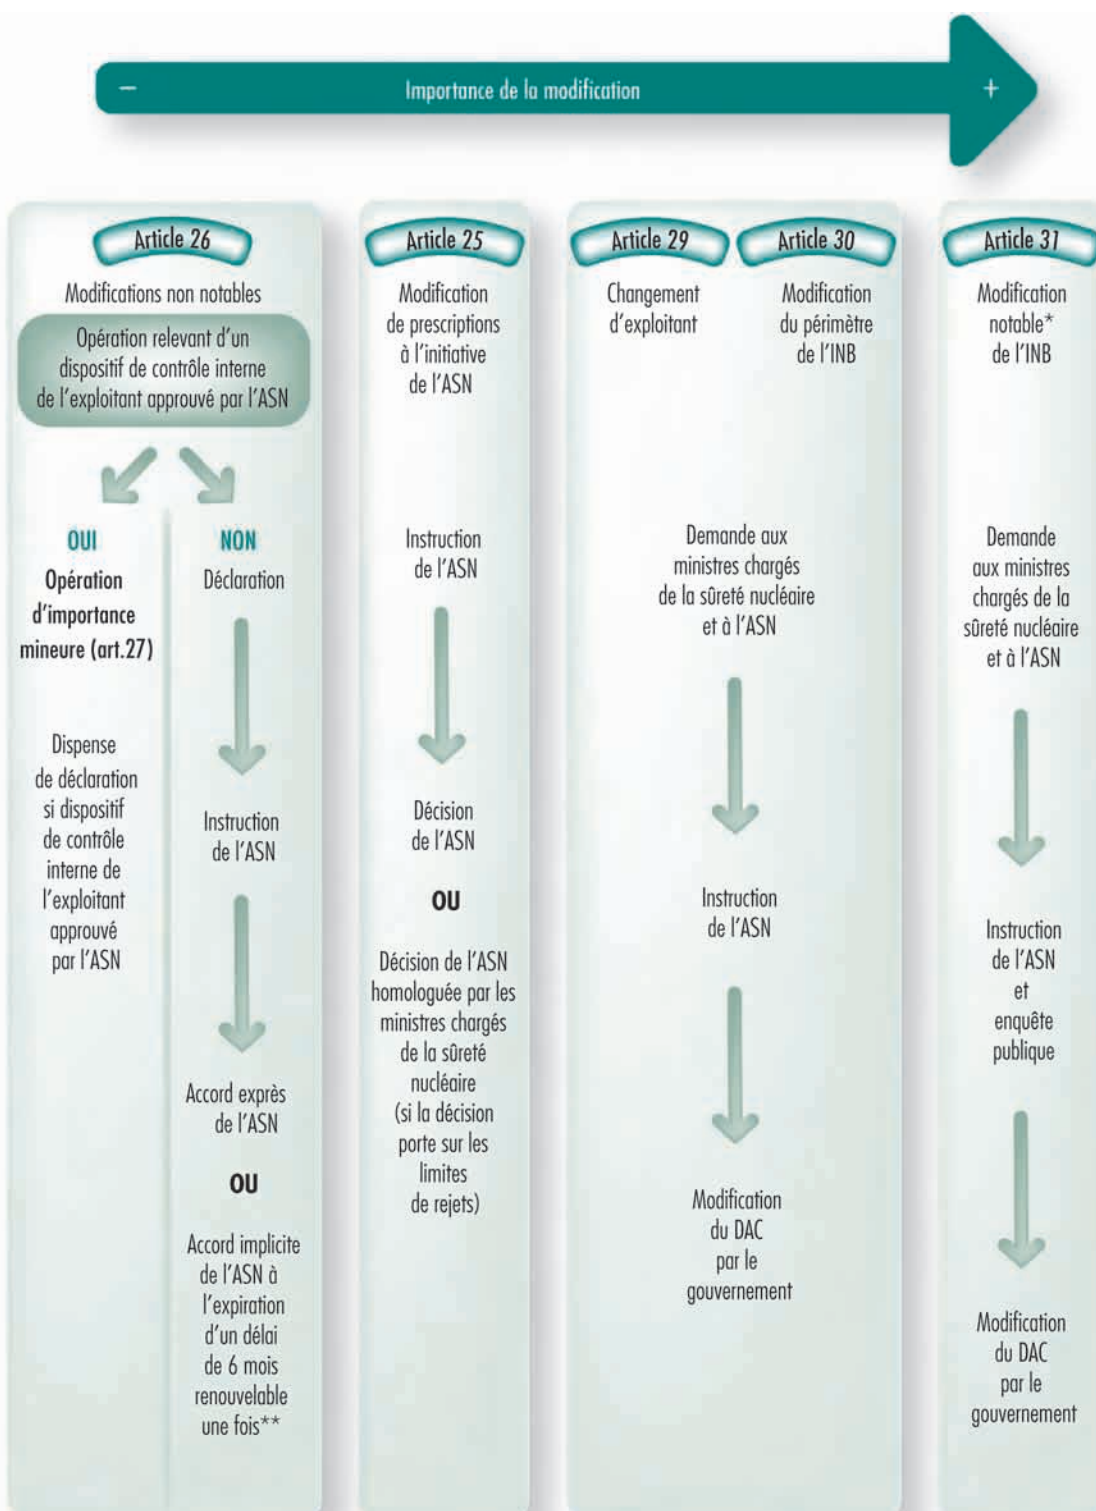 − Importance de la modification +
Article 26
Modifications non notables
Opération relevant d'un
dispositif de contrôle interne
de l'exploitant approuvé par l'ASN
OUI
Opération
d'importance
mineure (art.27)
Dispense
de déclaration
si dispositif
de contrôle
interne de
l'exploitant
approuvé
par l'ASN
NON
Déclaration
Instruction
de l'ASN
Accord exprès
de l'ASN
OU
Accord implicite
de l'ASN à
l'expiration
d'un délai
de 6 mois
renouvelable
une fois**
Article 25
Modification
de prescriptions
à l'initiative
de l'ASN
Instruction
de l'ASN
Décision
de l'ASN
OU
Décision de l'ASN
homologuée par les
ministres chargés
de la sûreté
nucléaire
(si la décision
porte sur les
limites
de rejets)
Article 29
Changement
d'exploitant
Article 30
Modification
du périmètre
de l'INB
Demande aux
ministres chargés
de la sûreté nucléaire
et à l'ASN
Instruction
de l'ASN
Modification
du DAC
par le
gouvernement
Article 31
Modification
notable*
de l'INB
Demande
aux ministres
chargés de la
sûreté nucléaire
et à l'ASN
Instruction
de l'ASN
et
enquête
publique
Modification
du DAC
par le
gouvernement